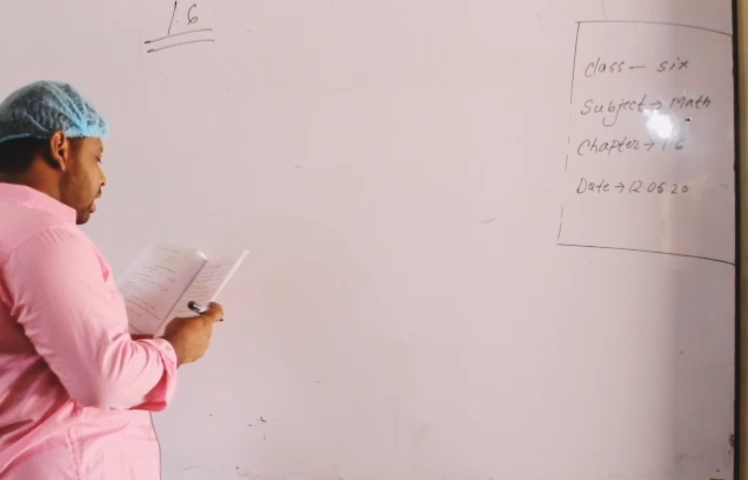 1.6
Class — six
Subject → Math
Chapter → 1.6
Date → 12.05.20